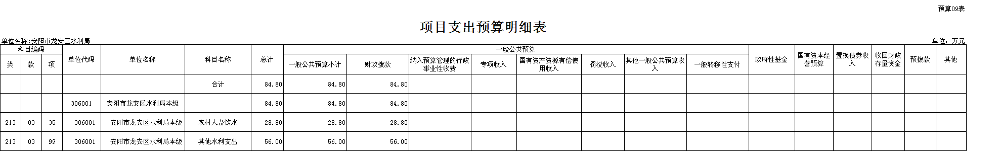 预算09表
项目支出预算明细表
单位名称:安阳市龙安区水利局 单位：万元
科目编码 单位代码 单位名称 科目名称 总计 一般公共预算 政府性基金 国有资本经营预算 置换债券收入 收回财政存量资金 预拨款 其他
类 款 项 一般公共预算小计 财政拨款 纳入预算管理的行政事业性收费 专项收入 国有资产资源有偿使用收入 罚没收入 其他一般公共预算收入 一般转移性支付
合计 84.80 84.80 84.80
306001 安阳市龙安区水利局本级 84.80 84.80 84.80
213 03 35 306001 安阳市龙安区水利局本级 农村人畜饮水 28.80 28.80 28.80
213 03 99 306001 安阳市龙安区水利局本级 其他水利支出 56.00 56.00 56.00